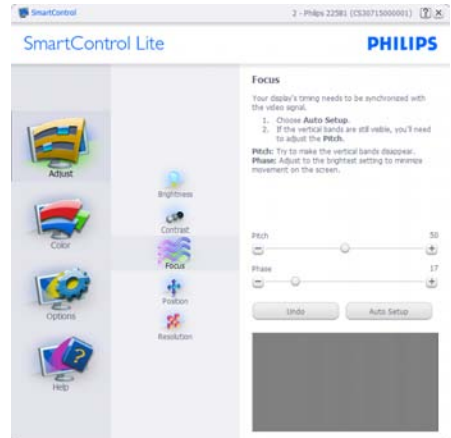 SmartControl
2 - Philips 225B1 (CS30715000001)
SmartControl Lite
PHILIPS
Adjust
Color
Options
Help
Brightness
Contrast
Focus
Position
Resolution
Focus
Your display's timing needs to be synchronized with
the video signal.
1. Choose Auto Setup.
2. If the vertical bands are still visible, you'll need
to adjust the Pitch.
Pitch: Try to make the vertical bands disappear.
Phase: Adjust to the brightest setting to minimize
movement on the screen.
Pitch 50
Phase 17
Undo
Auto Setup